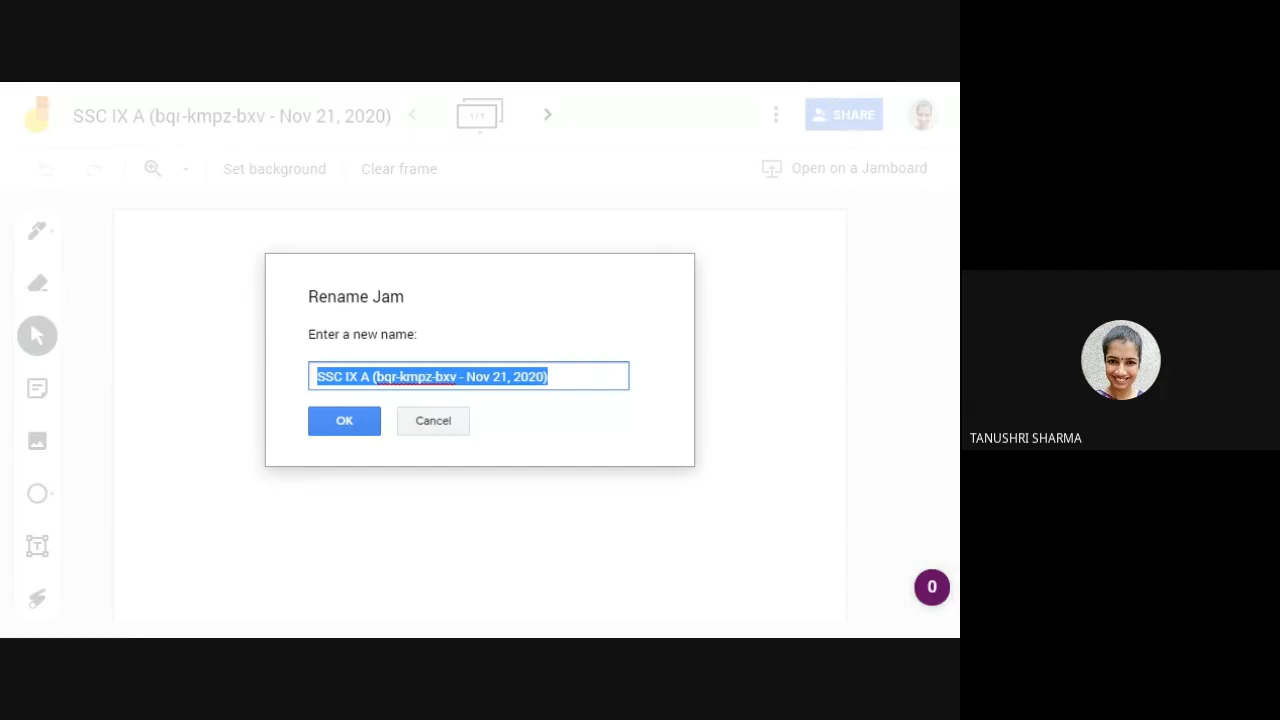 SSC IX A (bqr-kmpz-bxv - Nov 21, 2020)
1/1
SHARE
Set background
Clear frame
Open on a Jamboard
Rename Jam
Enter a new name:
SSC IX A (bqr-kmpz-bxv - Nov 21, 2020)
OK
Cancel
T
0
TANUSHRI SHARMA